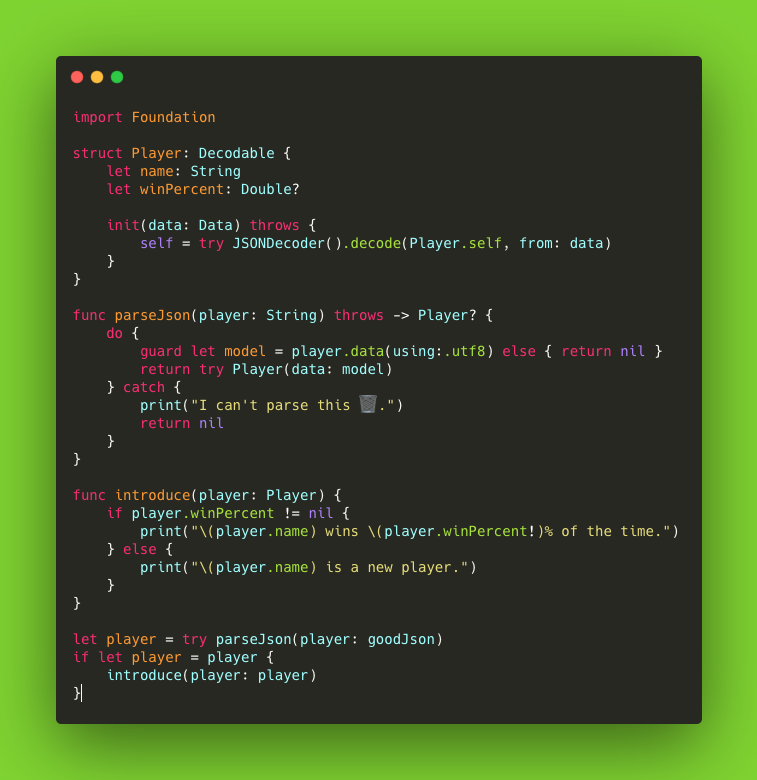 import Foundation

struct Player: Decodable {
    let name: String
    let winPercent: Double?

    init(data: Data) throws {
        self = try JSONDecoder().decode(Player.self, from: data)
    }
}

func parseJson(player: String) throws -> Player? {
    do {
        guard let model = player.data(using:.utf8) else { return nil }
        return try Player(data: model)
    } catch {
        print("I can't parse this 🗑.")
        return nil
    }
}

func introduce(player: Player) {
    if player.winPercent != nil {
        print("\(player.name) wins \(player.winPercent!)% of the time.")
    } else {
        print("\(player.name) is a new player.")
    }
}

let player = try parseJson(player: goodJson)
if let player = player {
    introduce(player: player)
}